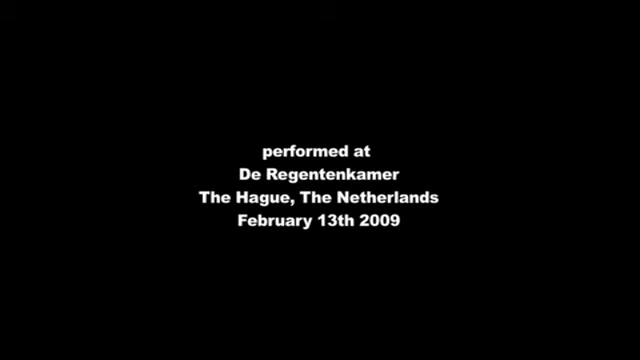 performed at
De Regentenkamer
The Hague, The Netherlands
February 13th 2009